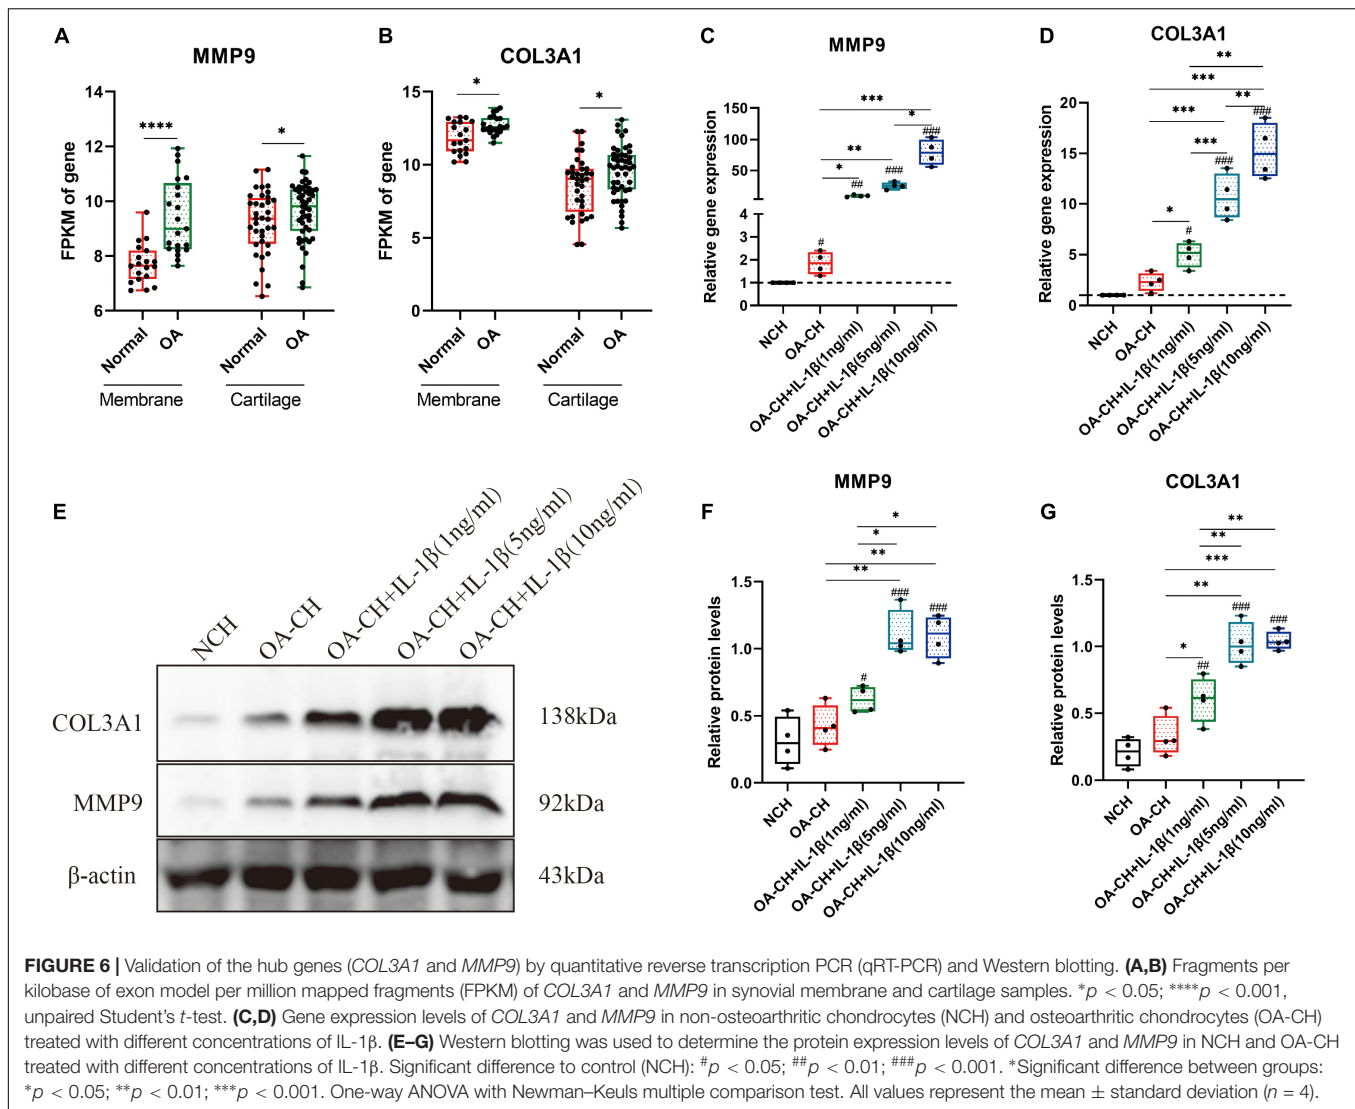 A
MMP9
****
*
FPKM of gene
14
12
10
8
6
Normal
OA
Normal
OA
Membrane
Cartilage
B
COL3A1
*
*
FPKM of gene
15
10
5
0
Normal
OA
Normal
OA
Membrane
Cartilage
C
MMP9
***
*
**
*
###
###
##
#
Relative gene expression
150
100
50
4
3
2
1
0
NCH
OA-CH
OA-CH+IL-1β(1ng/ml)
OA-CH+IL-1β(5ng/ml)
OA-CH+IL-1β(10ng/ml)
D
COL3A1
**
***
**
***
***
*
###
###
#
Relative gene expression
20
15
10
5
0
NCH
OA-CH
OA-CH+IL-1β(1ng/ml)
OA-CH+IL-1β(5ng/ml)
OA-CH+IL-1β(10ng/ml)
E
NCH
OA-CH
OA-CH+IL-1β(1ng/ml)
OA-CH+IL-1β(5ng/ml)
OA-CH+IL-1β(10ng/ml)
COL3A1
138kDa
MMP9
92kDa
β-actin
43kDa
F
MMP9
*
*
**
**
###
###
#
Relative protein levels
1.5
1.0
0.5
0.0
NCH
OA-CH
OA-CH+IL-1β(1ng/ml)
OA-CH+IL-1β(5ng/ml)
OA-CH+IL-1β(10ng/ml)
G
COL3A1
**
**
***
**
*
###
###
##
Relative protein levels
1.5
1.0
0.5
0.0
NCH
OA-CH
OA-CH+IL-1β(1ng/ml)
OA-CH+IL-1β(5ng/ml)
OA-CH+IL-1β(10ng/ml)
FIGURE 6 | Validation of the hub genes (COL3A1 and MMP9) by quantitative reverse transcription PCR (qRT-PCR) and Western blotting. (A,B) Fragments per
kilobase of exon model per million mapped fragments (FPKM) of COL3A1 and MMP9 in synovial membrane and cartilage samples. *p < 0.05; ****p < 0.001,
unpaired Student's t-test. (C,D) Gene expression levels of COL3A1 and MMP9 in non-osteoarthritic chondrocytes (NCH) and osteoarthritic chondrocytes (OA-CH)
treated with different concentrations of IL-1β. (E–G) Western blotting was used to determine the protein expression levels of COL3A1 and MMP9 in NCH and OA-CH
treated with different concentrations of IL-1β. Significant difference to control (NCH): #p < 0.05; ##p < 0.01; ###p < 0.001. *Significant difference between groups:
*p < 0.05; **p < 0.01; ***p < 0.001. One-way ANOVA with Newman–Keuls multiple comparison test. All values represent the mean ± standard deviation (n = 4).